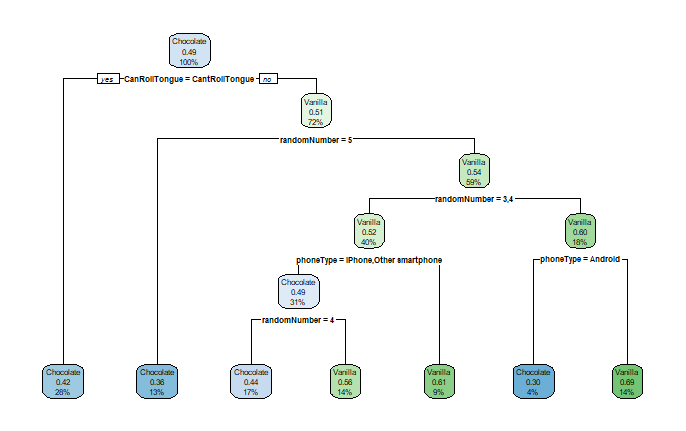 Chocolate
0.49
100%
yes CanRollTongue = CantRollTongue no
Vanilla
0.51
72%
randomNumber = 5
Vanilla
0.54
59%
randomNumber = 3,4
Vanilla
0.52
40%
Vanilla
0.60
18%
phoneType = iPhone,Other smartphone
phoneType = Android
Chocolate
0.49
31%
randomNumber = 4
Chocolate
0.42
28%
Chocolate
0.36
13%
Chocolate
0.44
17%
Vanilla
0.56
14%
Vanilla
0.61
9%
Chocolate
0.30
4%
Vanilla
0.69
14%